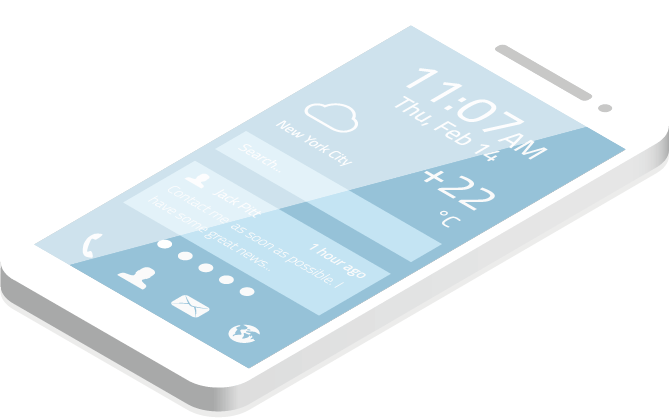 11:07AM
Thu, Feb 14
+22
°C
New York City
Search...
Jack Pitt
1 hour ago
Contact me as soon as possible. I
have some great news...